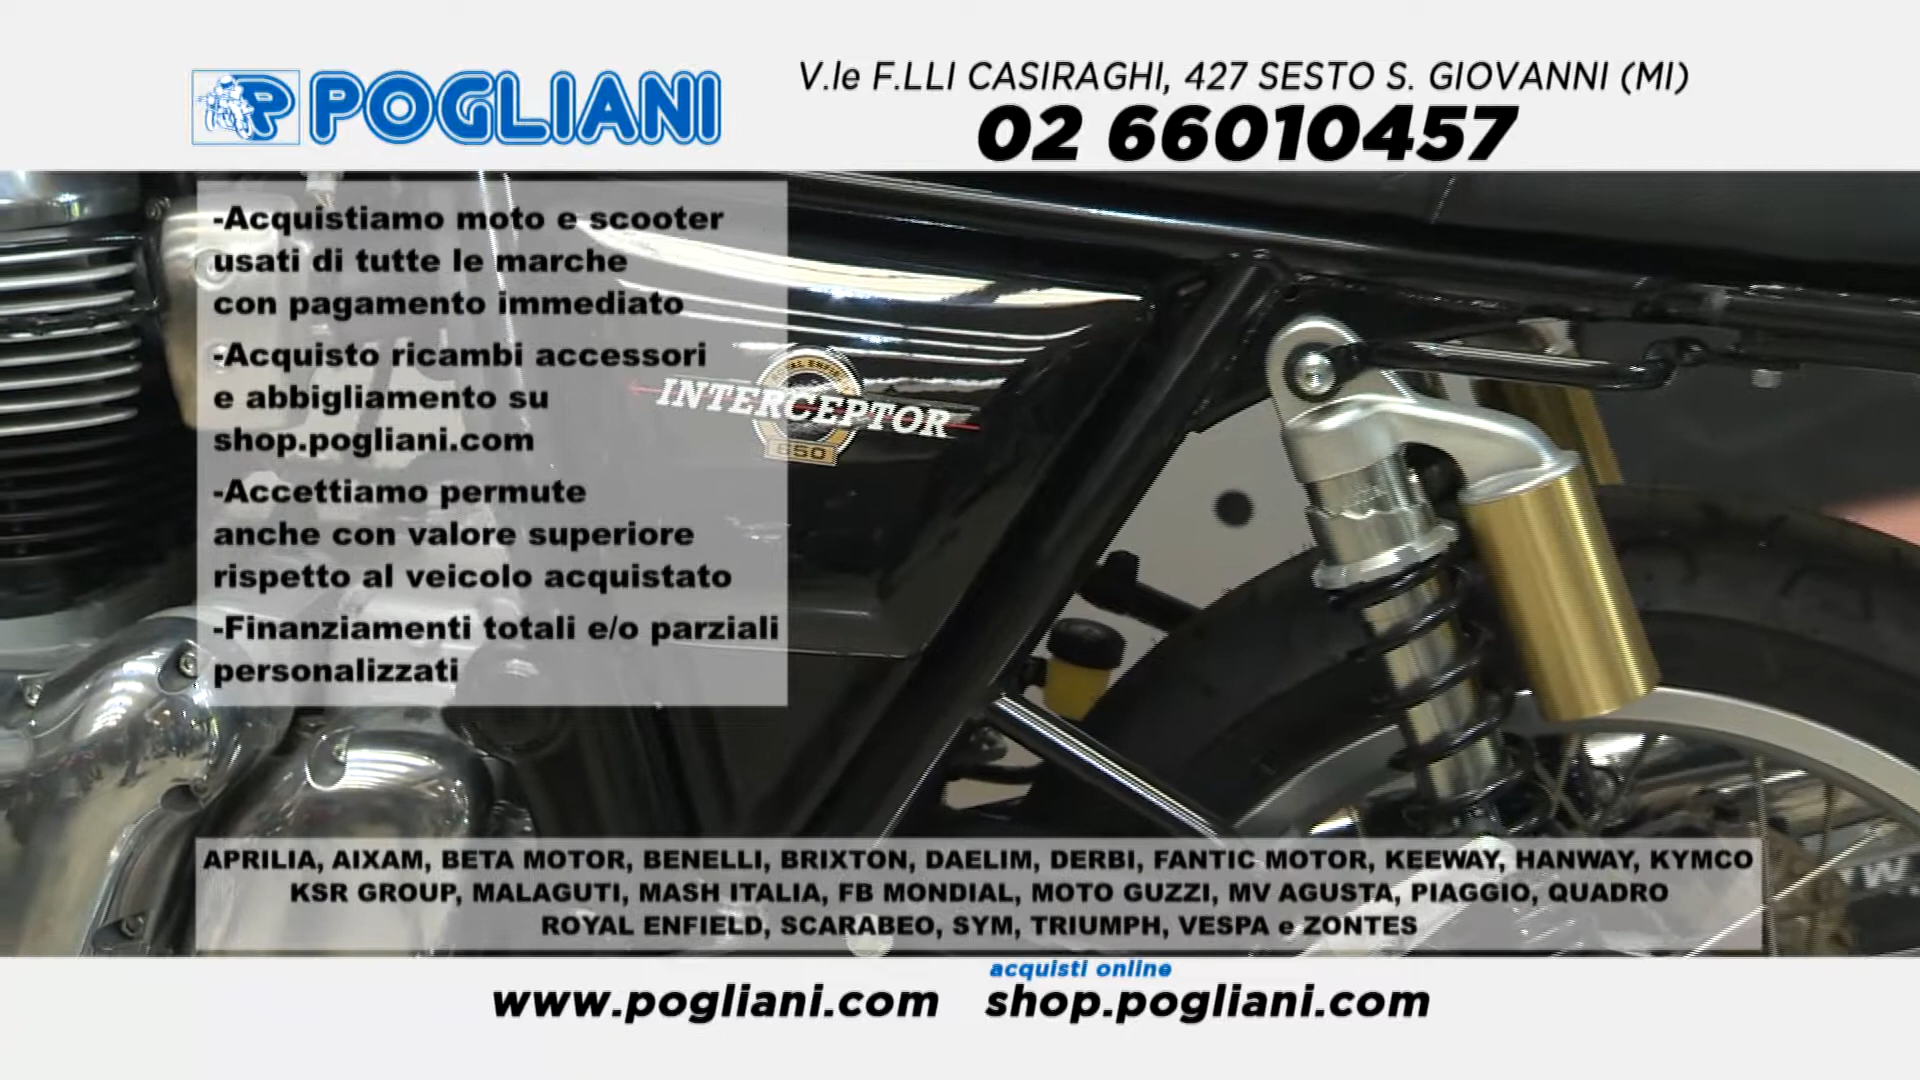 POGLIANI
V.le F.LLI CASIRAGHI, 427 SESTO S. GIOVANNI (MI)
02 66010457
-Acquistiamo moto e scooter
usati di tutte le marche
con pagamento immediato
-Acquisto ricambi accessori
e abbigliamento su
shop.pogliani.com
-Accettiamo permute
anche con valore superiore
rispetto al veicolo acquistato
-Finanziamenti totali e/o parziali
personalizzati
INTERCEPTOR
650
APRILIA, AIXAM, BETA MOTOR, BENELLI, BRIXTON, DAELIM, DERBI, FANTIC MOTOR, KEEWAY, HANWAY, KYMCO
KSR GROUP, MALAGUTI, MASH ITALIA, FB MONDIAL, MOTO GUZZI, MV AGUSTA, PIAGGIO, QUADRO
ROYAL ENFIELD, SCARABEO, SYM, TRIUMPH, VESPA e ZONTES
acquisti online
www.pogliani.com shop.pogliani.com